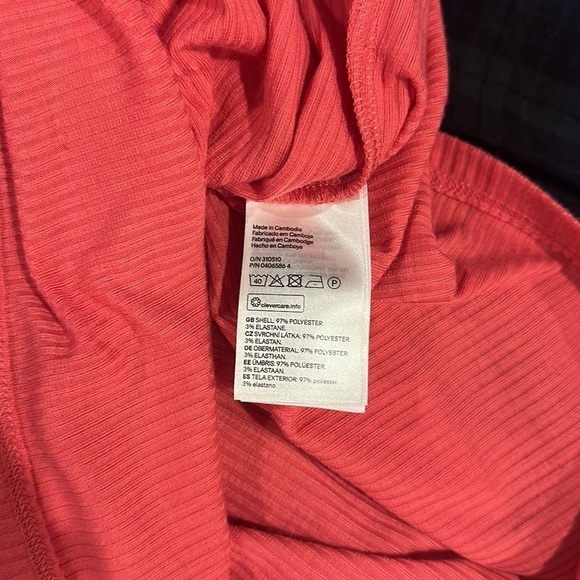 Made in Cambodia
Fabricado em Camboja
Fabriqué en Cambodge
Hecho en Camboya
O/N 310510
P/N 0406586 4
40 P
clevercare.info
GB SHELL: 97% POLYESTER
3% ELASTANE.
CZ SVRCHNÍ LÁTKA: 97% POLYESTER
3% ELASTAN.
DE OBERMATERIAL: 97% POLYESTER
3% ELASTHAN.
EE ÜMBRIS: 97% POLÜESTER
3% ELASTAAN.
ES TELA EXTERIOR: 97% poliéster
3% elastano.